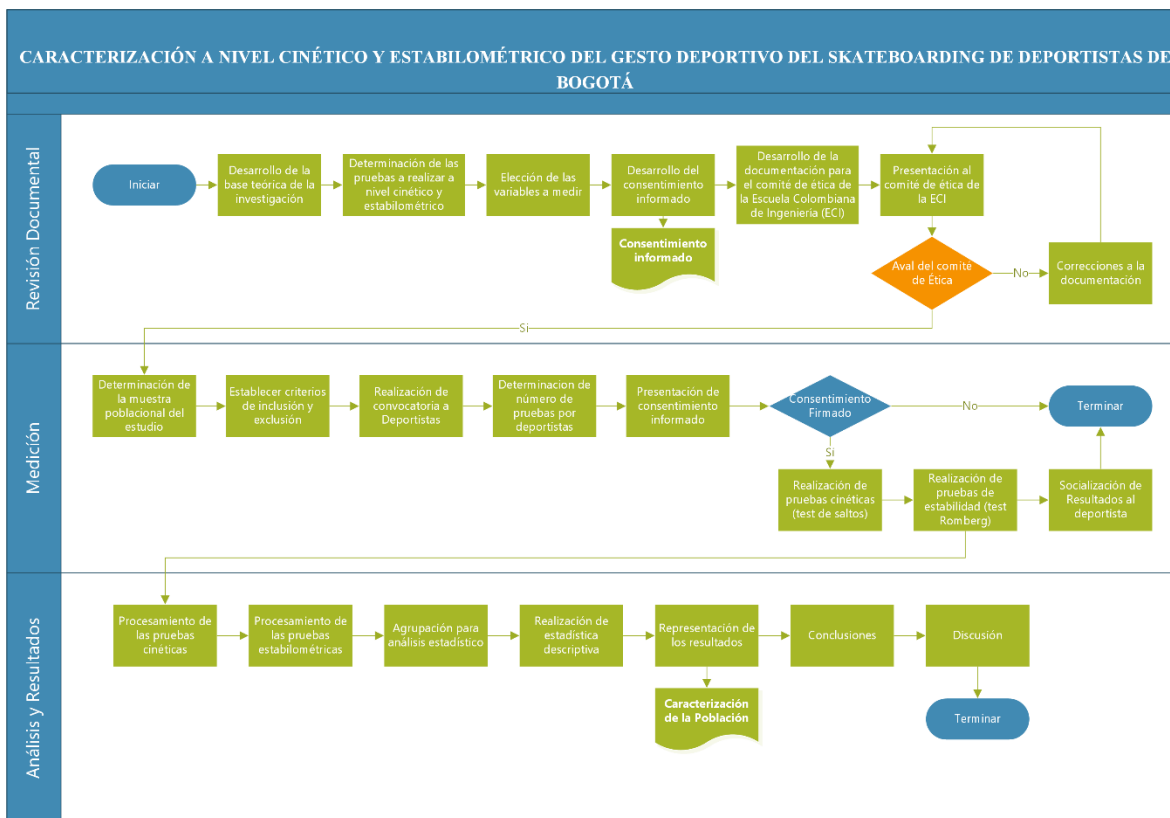 CARACTERIZACIÓN A NIVEL CINÉTICO Y ESTABILOMÉTRICO DEL GESTO DEPORTIVO DEL SKATEBOARDING DE DEPORTISTAS DE
BOGOTÁ
Revisión Documental
Iniciar
Desarrollo de la
base teórica de la
investigación
Determinación de las
pruebas a realizar a
nivel cinético y
estabilométrico
Elección de las
variables a medir
Desarrollo del
consentimiento
informado
Consentimiento
informado
Desarrollo de la
documentación para
el comité de ética de
la Escuela Colombiana
de Ingeniería (ECI)
Presentación al
comité de ética de
la ECI
Aval del comité
de Ética
No
Correcciones a la
documentación
Si
Medición
Determinación de
la muestra
poblacional del
estudio
Establecer criterios
de inclusión y
exclusión
Realización de
convocatoria a
Deportistas
Determinacion de
número de
pruebas por
deportistas
Presentación de
consentimiento
informado
Consentimiento
Firmado
No
Terminar
Si
Realización de
pruebas cinéticas
(test de saltos)
Realización de
pruebas de
estabilidad (test
Romberg)
Socialización de
Resultados al
deportista
Análisis y Resultados
Procesamiento de
las pruebas
cinéticas
Procesamiento de
las pruebas
estabilométricas
Agrupación para
análisis estadístico
Realización de
estadística
descriptiva
Representación de
los resultados
Caracterización
de la Población
Conclusiones
Discusión
Terminar